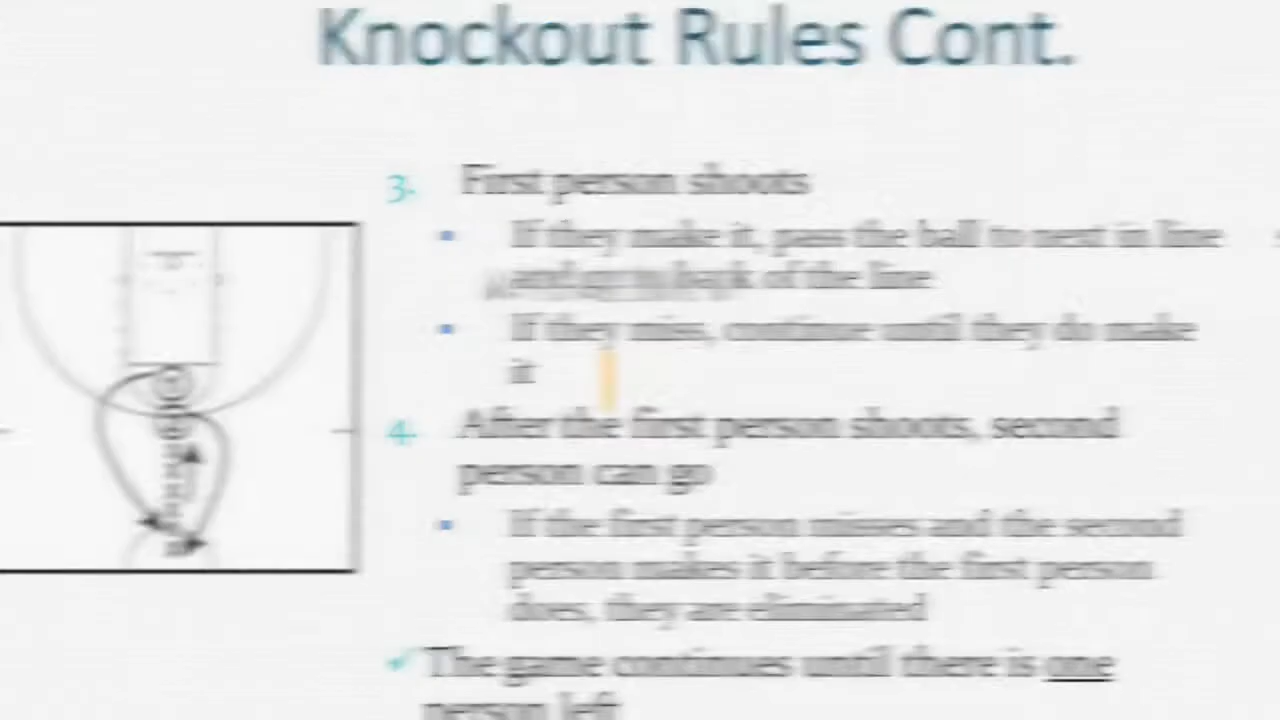 Knockout Rules Cont.
3. First person shoots
• If they make it, pass the ball to next in line
and go to back of the line
• If they miss, continue until they do make
it
4. After the first person shoots, second
person can go
• If the first person misses and the second
person makes it before the first person
does, they are eliminated
✓ The game continues until there is one
person left